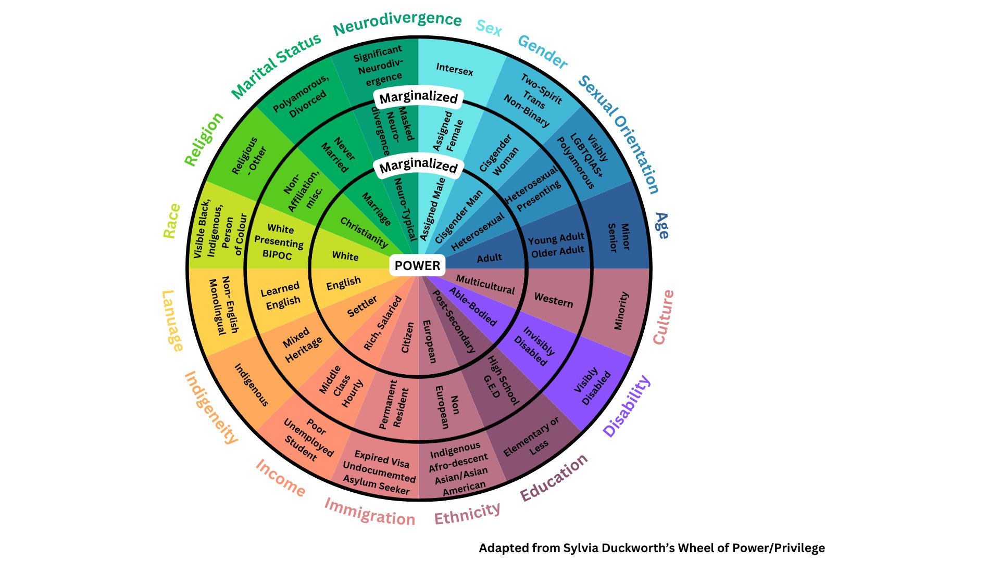 Neurodivergence
Significant
Neurodiv-
ergence
Masked
Neuro-
divergence
Neuro-Typical
Sex
Intersex
Assigned
Female
Assigned Male
Gender
Two-Spirit
Trans
Non-Binary
Cisgender
Woman
Cisgender Man
Sexual Orientation
Visibly
LGBTQIAS+
Polyamorous
Heterosexual
Presenting
Heterosexual
Age
Minor
Senior
Young Adult
Older Adult
Adult
Culture
Minority
Western
Multicultural
Disability
Visibly
Disabled
Invisibly
Disabled
Able-Bodied
Education
Elementary or
Less
High School
G.E.D
Post-Secondary
Ethnicity
Indigenous
Afro-descent
Asian/Asian
American
Non
European
European
Immigration
Expired Visa
Undocumemted
Asylum Seeker
Permanent
Resident
Citizen
Income
Poor
Unemployed
Student
Middle
Class
Hourly
Rich, Salaried
Indigeneity
Indigenous
Mixed
Heritage
Settler
Lanuage
Non- English
Monolingual
Learned
English
English
Race
Visible Black,
Indigenous,
Person
of Colour
White
Presenting
BIPOC
White
Religion
Religious
- Other
Non-
Affiliation,
misc.
Christianity
Marital Status
Polyamorous,
Divorced
Never
Married
Marriage
Marginalized
Marginalized
POWER
Adapted from Sylvia Duckworth’s Wheel of Power/Privilege